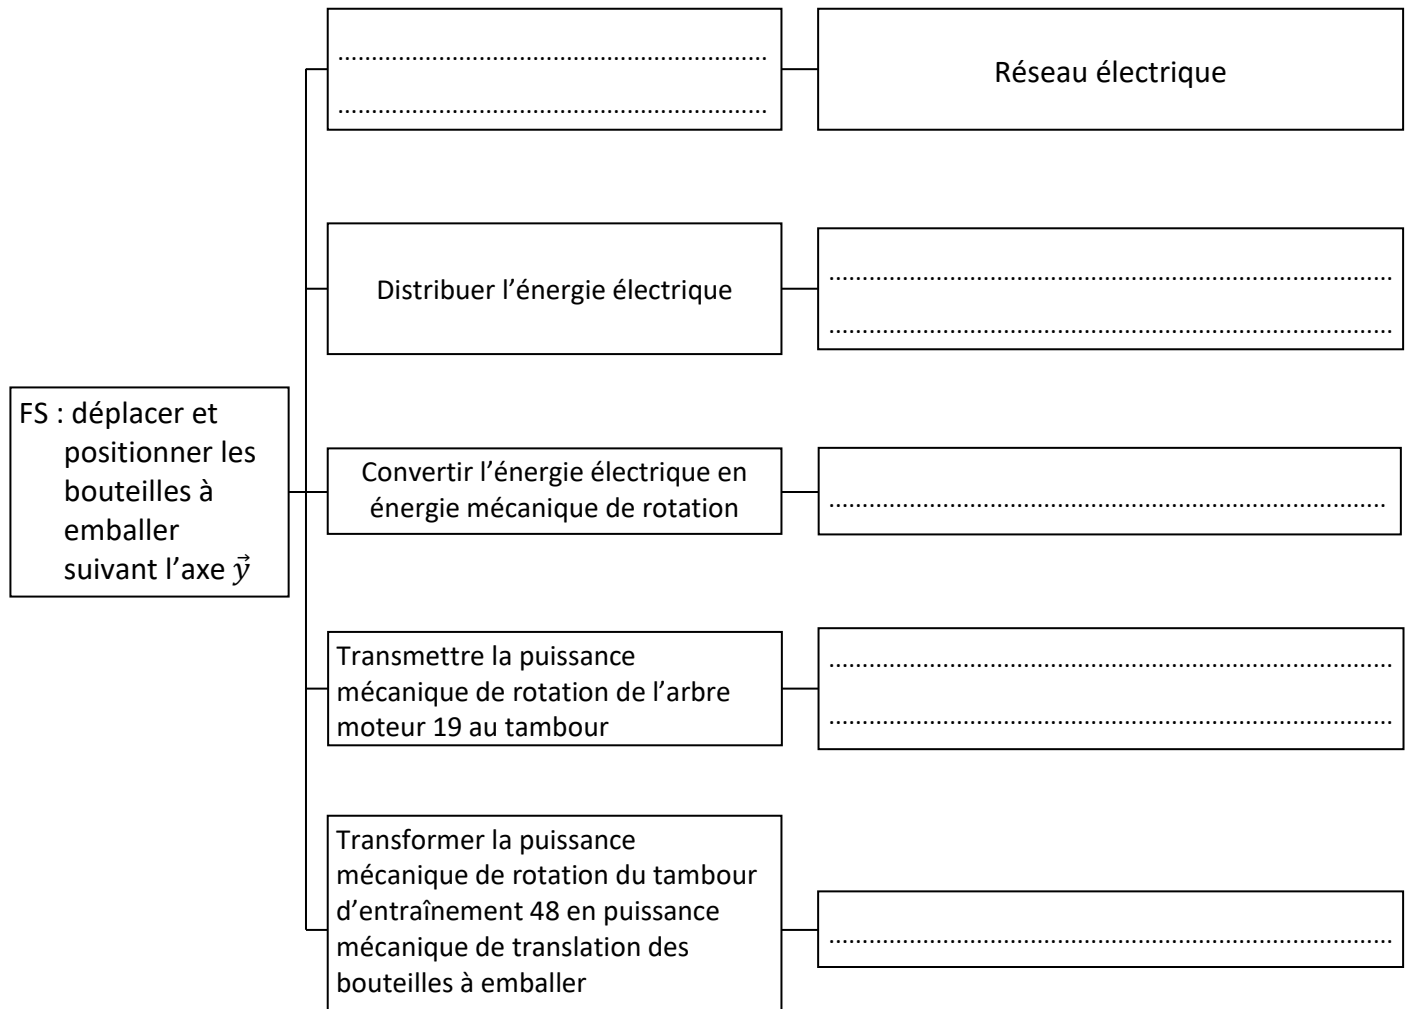 Réseau électrique
Distribuer l’énergie électrique
FS : déplacer et
positionner les
bouteilles à
emballer
suivant l’axe y⃗
Convertir l’énergie électrique en
énergie mécanique de rotation
Transmettre la puissance
mécanique de rotation de l’arbre
moteur 19 au tambour
Transformer la puissance
mécanique de rotation du tambour
d’entraînement 48 en puissance
mécanique de translation des
bouteilles à emballer